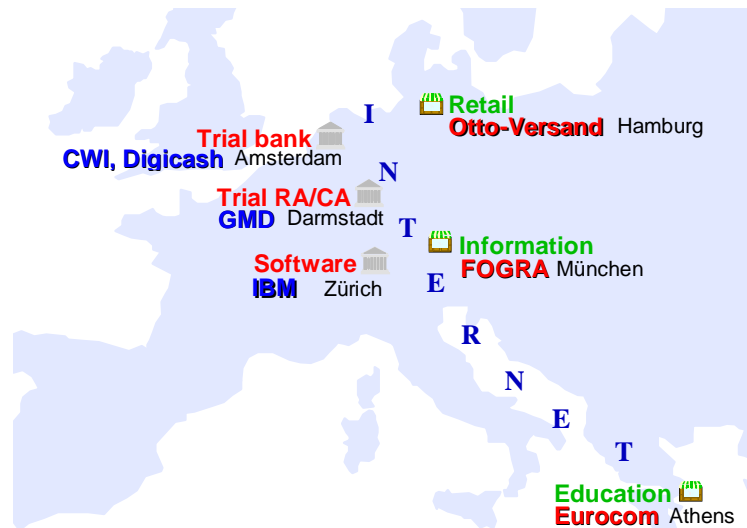 Retail
Otto-Versand Hamburg
Trial bank
CWI, Digicash Amsterdam
Trial RA/CA
GMD Darmstadt
Information
FOGRA München
Software
IBM Zürich
INTERNET
Education
Eurocom Athens